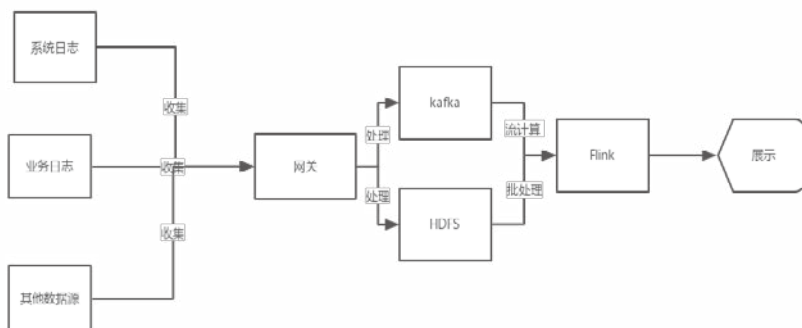 系统日志
收集
业务日志
收集
收集
其他数据源
网关
处理
处理
kafka
HDFS
流计算
批处理
Flink
展示